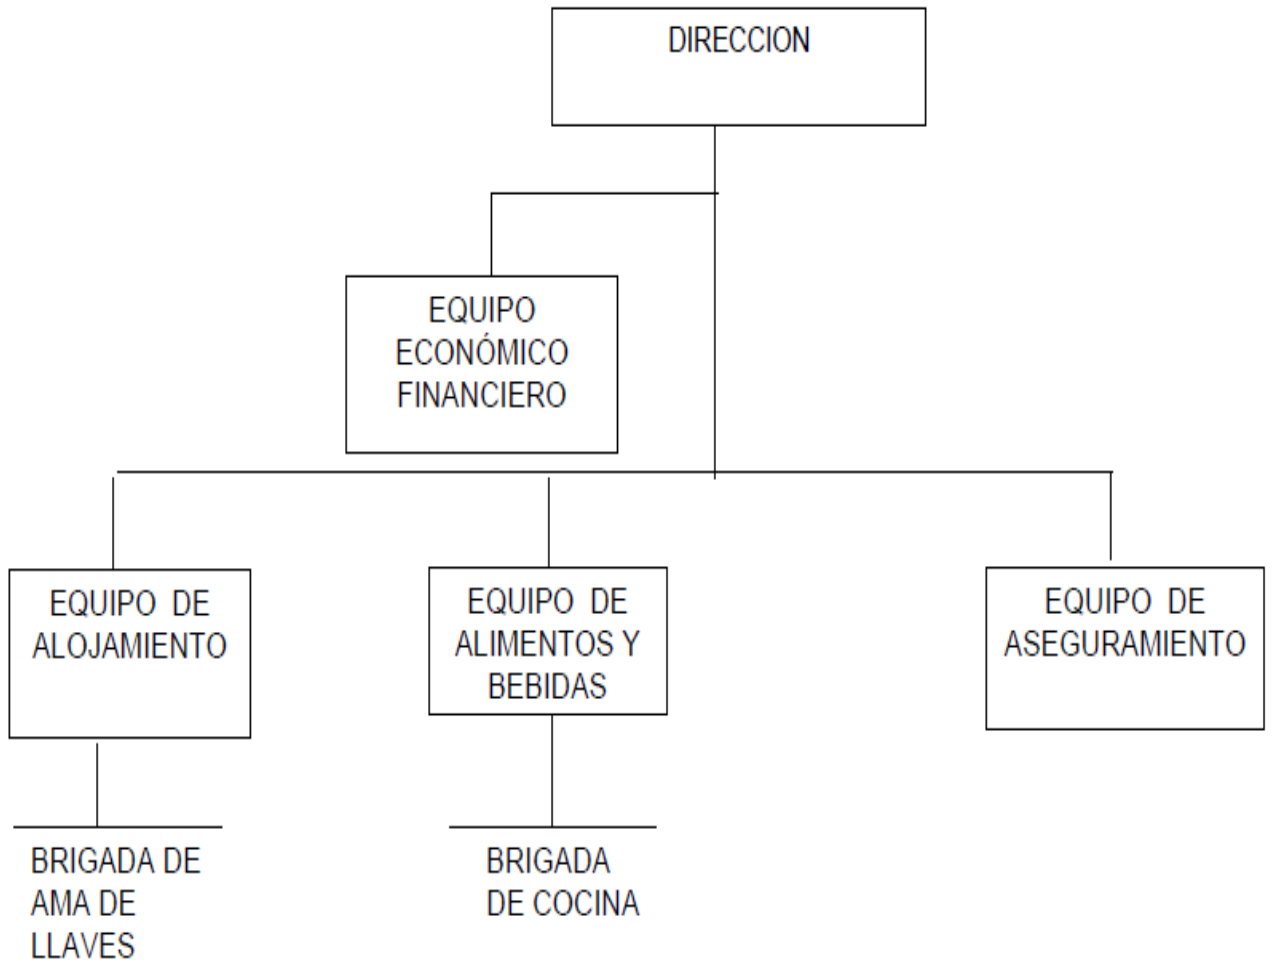 DIRECCION
EQUIPO
ECONÓMICO
FINANCIERO
EQUIPO DE
ALOJAMIENTO
EQUIPO DE
ALIMENTOS Y
BEBIDAS
EQUIPO DE
ASEGURAMIENTO
BRIGADA DE
AMA DE
LLAVES
BRIGADA
DE COCINA